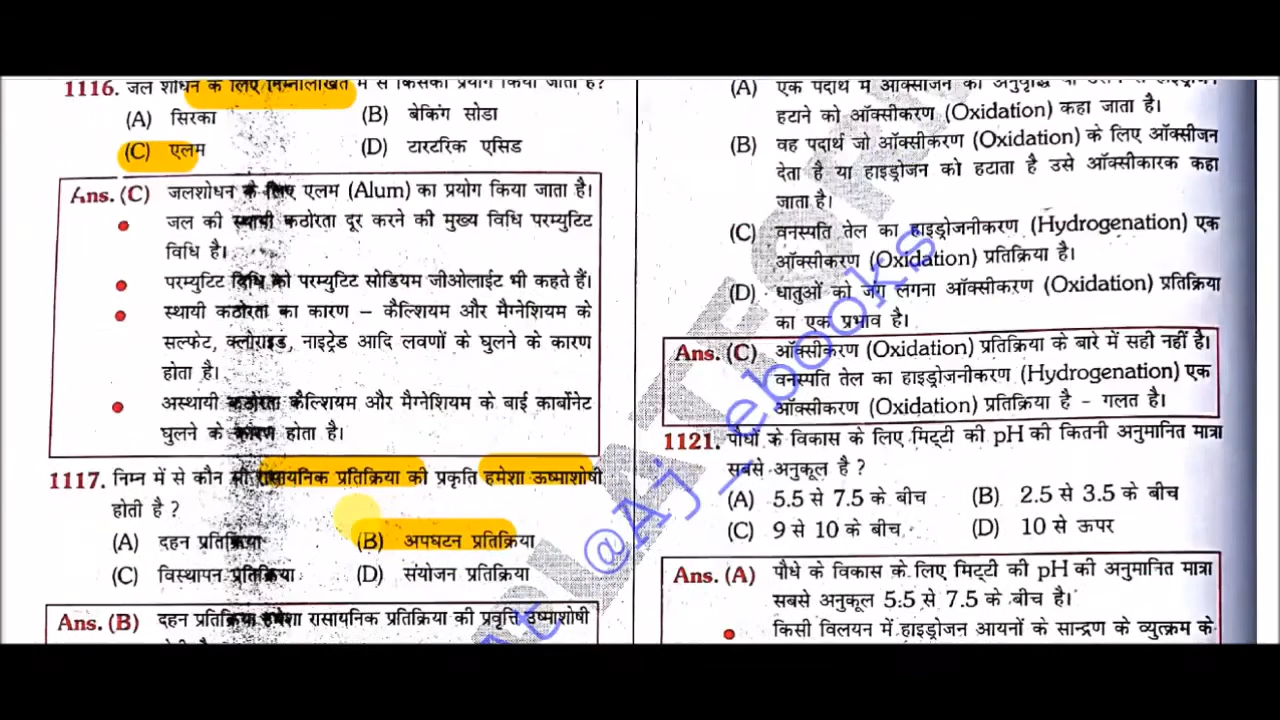 1116. जल शोधन के लिए निम्नलिखित में से किसका प्रयोग किया जाता है?
(A) सिरका (B) बेकिंग सोडा
(C) एलम (D) टारटरिक एसिड
Ans. (C) जलशोधन के लिए एलम (Alum) का प्रयोग किया जाता है।
• जल की स्थायी कठोरता दूर करने की मुख्य विधि परम्युटिट
विधि है।
• परम्युटिट विधि को परम्युटिट सोडियम जीओलाईट भी कहते हैं।
• स्थायी कठोरता का कारण – कैल्शियम और मैग्नेशियम के
सल्फेट, क्लोराइड, नाइट्रेड आदि लवणों के घुलने के कारण
होता है।
• अस्थायी कठोरता कैल्शियम और मैग्नेशियम के बाई कार्बोनेट
घुलने के कारण होता है।
1117. निम्न में से कौन सी रासायनिक प्रतिक्रिया की प्रकृति हमेशा ऊष्माशोषी
होती है ?
(A) दहन प्रतिक्रिया (B) अपघटन प्रतिक्रिया
(C) विस्थापन प्रतिक्रिया (D) संयोजन प्रतिक्रिया
Ans. (B) दहन प्रतिक्रिया हमेशा रासायनिक प्रतिक्रिया की प्रवृत्ति उष्माशोषी
(A) एक पदार्थ में ऑक्सीजन की अनुवृद्धि या
हटाने को ऑक्सीकरण (Oxidation) कहा जाता है।
(B) वह पदार्थ जो ऑक्सीकरण (Oxidation) के लिए ऑक्सीजन
देता है या हाइड्रोजन को हटाता है उसे ऑक्सीकारक कहा
जाता है।
(C) वनस्पति तेल का हाइड्रोजनीकरण (Hydrogenation) एक
ऑक्सीकरण (Oxidation) प्रतिक्रिया है।
(D) धातुओं को जंग लगना ऑक्सीकरण (Oxidation) प्रतिक्रिया
का एक प्रभाव है।
Ans. (C) ऑक्सीकरण (Oxidation) प्रतिक्रिया के बारे में सही नहीं है।
वनस्पति तेल का हाइड्रोजनीकरण (Hydrogenation) एक
ऑक्सीकरण (Oxidation) प्रतिक्रिया है – गलत है।
1121. पौधों के विकास के लिए मिट्टी की pH की कितनी अनुमानित मात्रा
सबसे अनुकूल है ?
(A) 5.5 से 7.5 के बीच (B) 2.5 से 3.5 के बीच
(C) 9 से 10 के बीच (D) 10 से ऊपर
Ans. (A) पौधे के विकास के लिए मिट्टी की pH की अनुमानित मात्रा
सबसे अनुकूल 5.5 से 7.5 के बीच है।
• किसी विलयन में हाइड्रोजन आयनों के सान्द्रण के व्युत्क्रम के
@Aj_ebooks